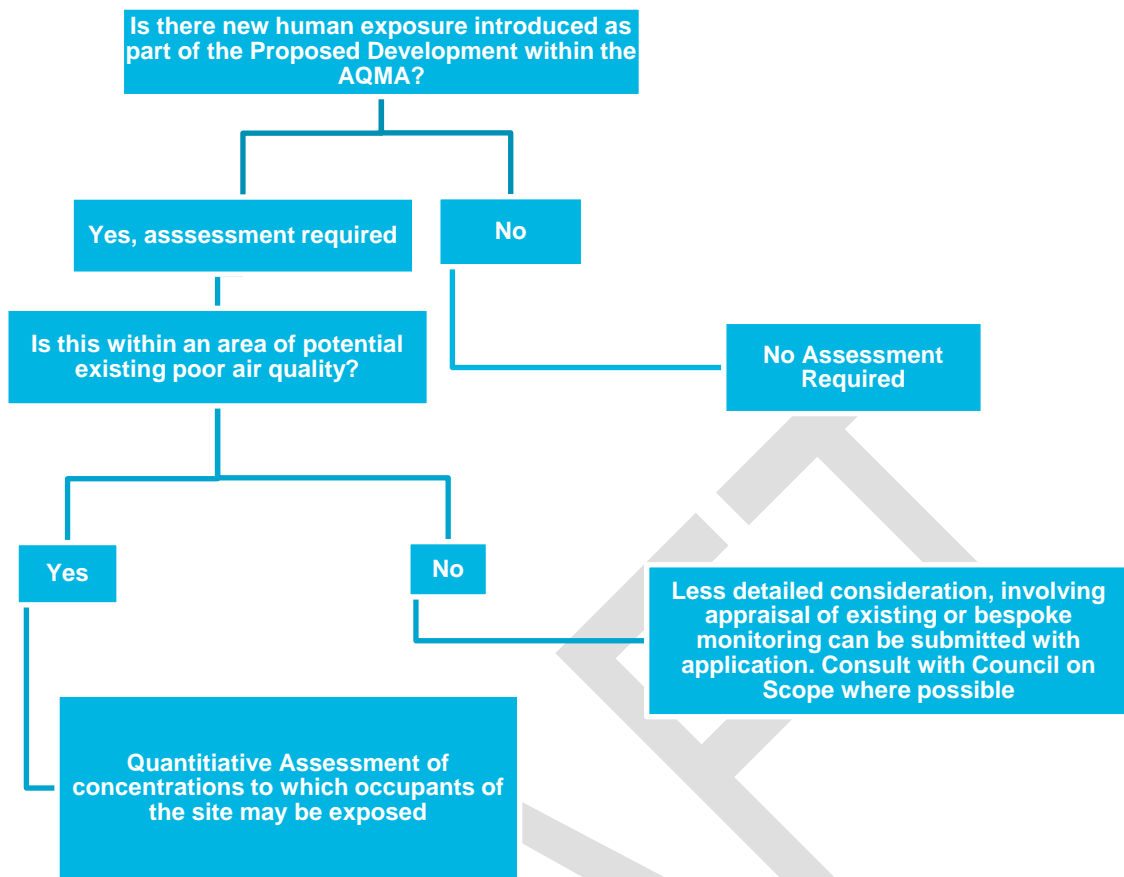 Is there new human exposure introduced as
part of the Proposed Development within the
AQMA?
Yes, asssessment required
No
Is this within an area of potential
existing poor air quality?
No Assessment
Required
Yes
No
Less detailed consideration, involving
appraisal of existing or bespoke
monitoring can be submitted with
application. Consult with Council on
Scope where possible
Quantitiative Assessment of
concentrations to which occupants of
the site may be exposed